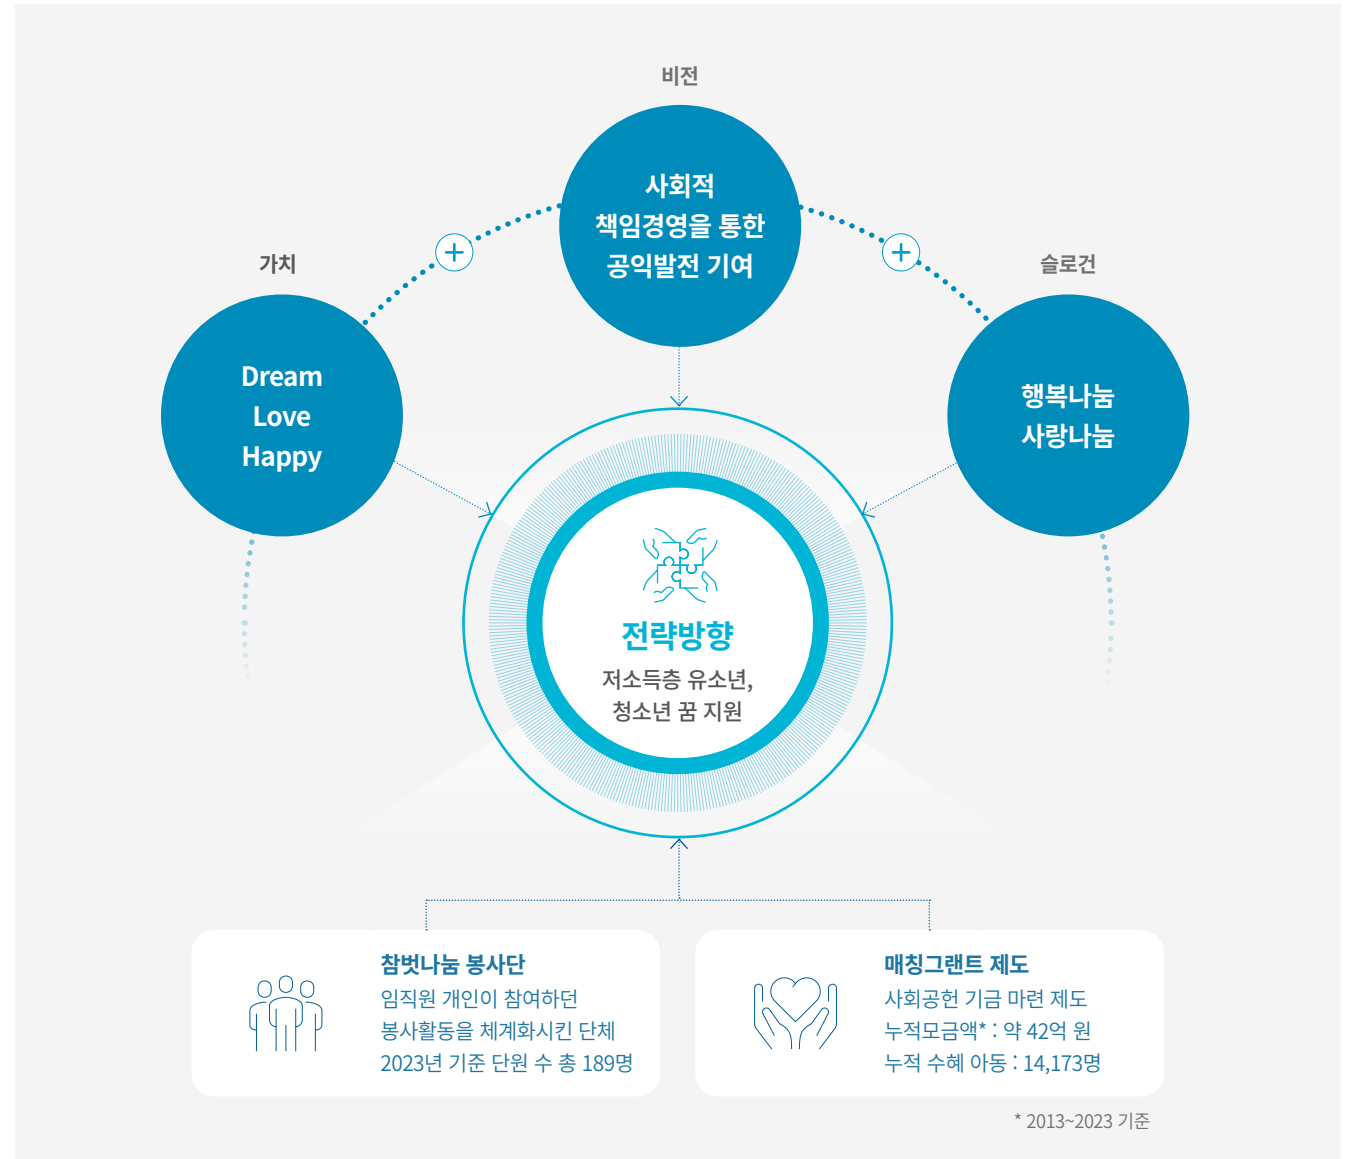 비전
사회적
책임경영을 통한
공익발전 기여
가치
Dream
Love
Happy
슬로건
행복나눔
사랑나눔
전략방향
저소득층 유소년,
청소년 꿈 지원
참벗나눔 봉사단
임직원 개인이 참여하던
봉사활동을 체계화시킨 단체
2023년 기준 단원 수 총 189명
매칭그랜트 제도
사회공헌 기금 마련 제도
누적모금액* : 약 42억 원
누적 수혜 아동 : 14,173명
* 2013~2023 기준